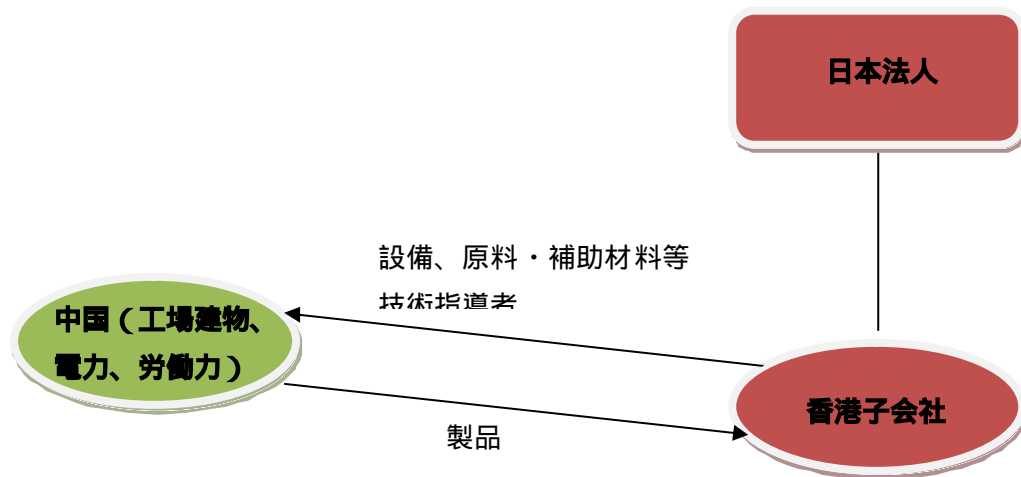 日本法人
設備、原料・補助材料等
技術指導者
中国（工場建物、
電力、労働力）
香港子会社
製品